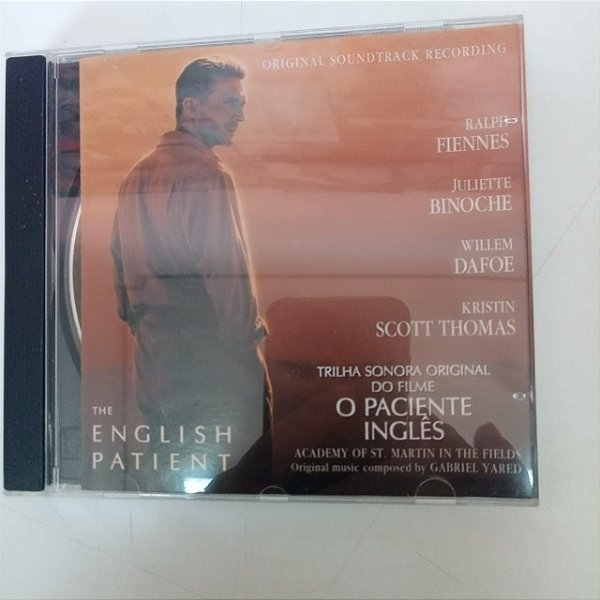 ORIGINAL SOUNDTRACK RECORDING
RALPH
FIENNES
JULIETTE
BINOCHE
WILLEM
DAFOE
KRISTIN
SCOTT THOMAS
TRILHA SONORA ORIGINAL
DO FILME
O PACIENTE
INGLÊS
ACADEMY OF ST. MARTIN IN THE FIELDS
Original music composed by GABRIEL YARED
THE
ENGLISH
PATIENT